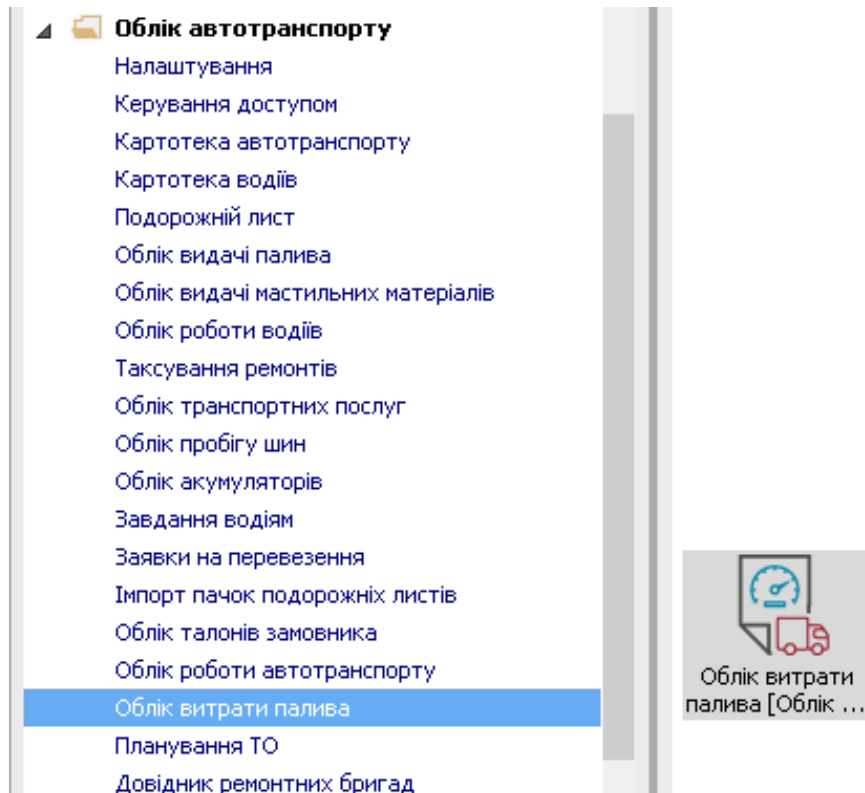 Облік автотранспорту
Налаштування
Керування доступом
Картотека автотранспорту
Картотека водіїв
Подорожній лист
Облік видачі палива
Облік видачі мастильних матеріалів
Облік роботи водіїв
Таксування ремонтів
Облік транспортних послуг
Облік пробігу шин
Облік акумуляторів
Завдання водіям
Заявки на перевезення
Імпорт пачок подорожніх листів
Облік талонів замовника
Облік роботи автотранспорту
Облік витрати палива
Планування ТО
Довідник ремонтних бригад
Облік витрати
палива [Облік ...